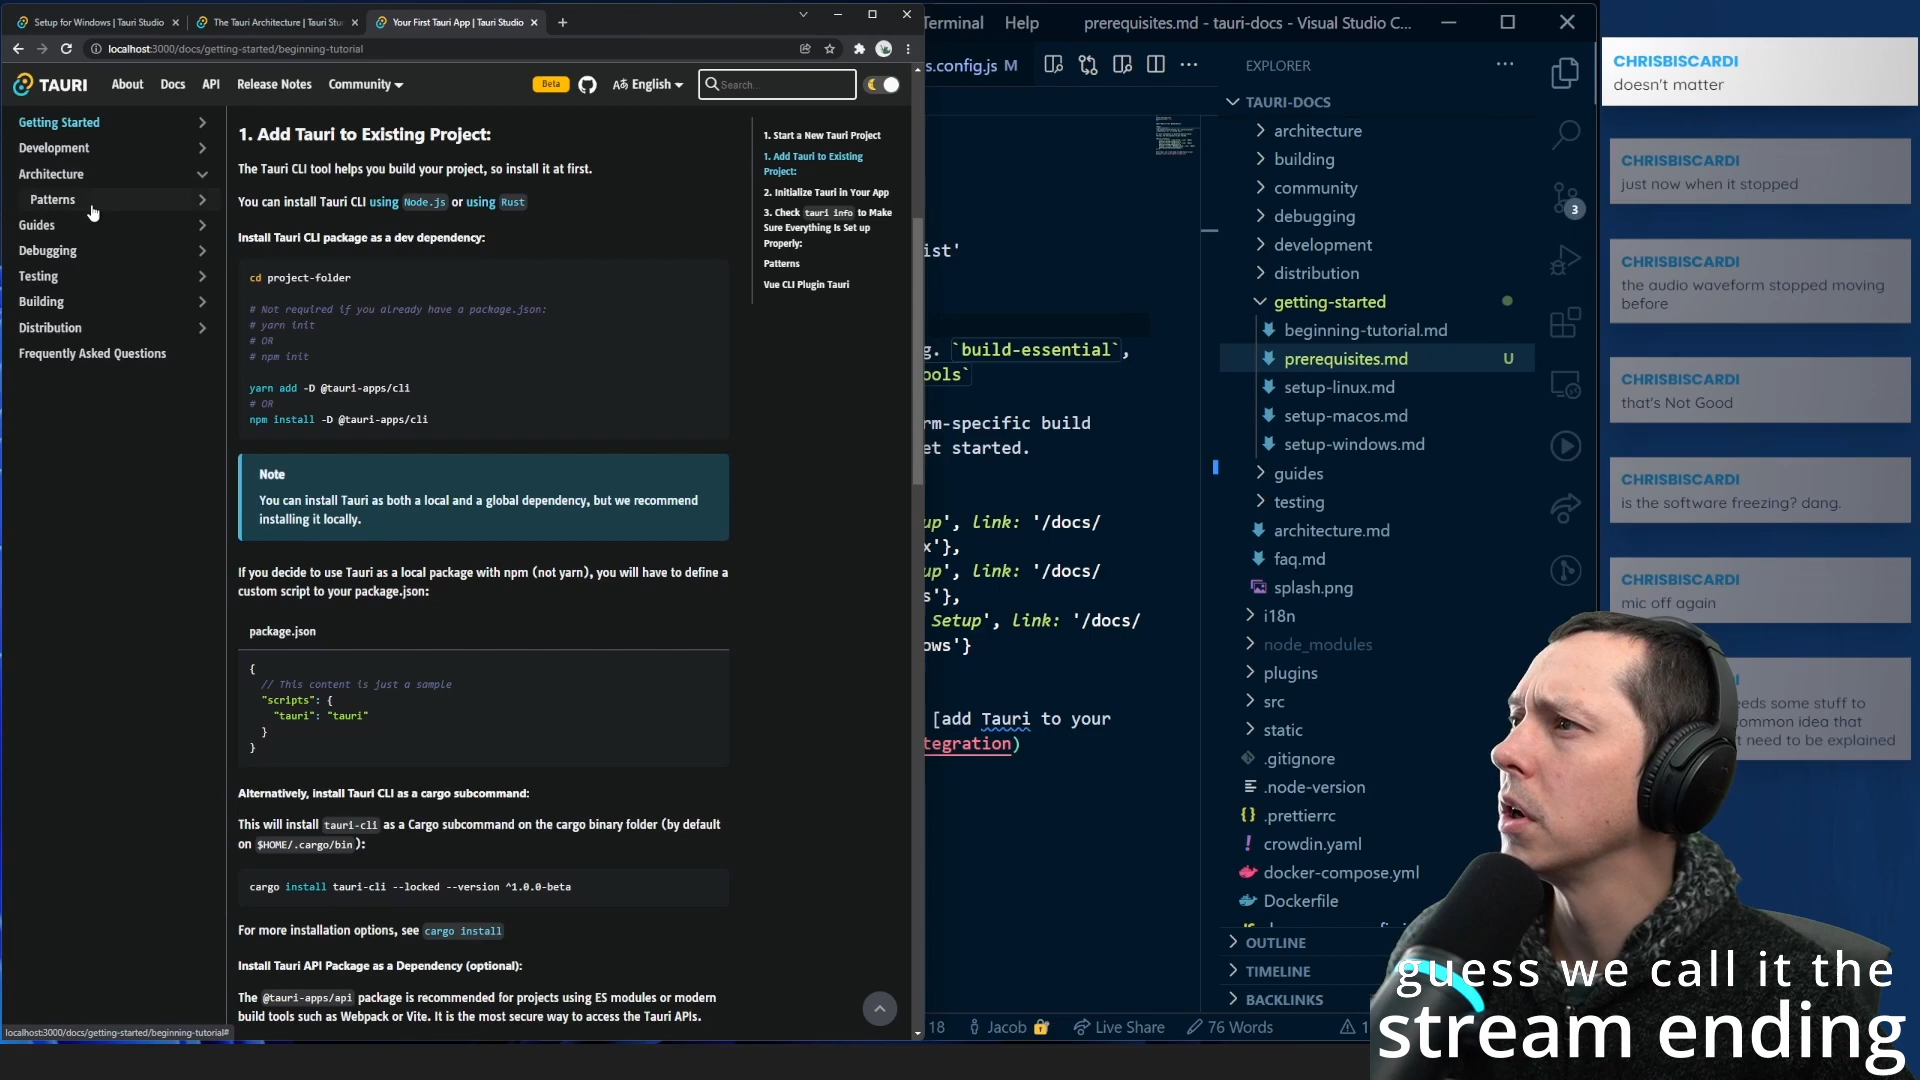 Setup for Windows | Tauri Studio
The Tauri Architecture | Tauri Stu
Your First Tauri App | Tauri Studio
localhost:3000/docs/getting-started/beginning-tutorial
TAURI
About
Docs
API
Release Notes
Community
Beta
English
Search...
Getting Started
Development
Architecture
Patterns
Guides
Debugging
Testing
Building
Distribution
Frequently Asked Questions
1. Add Tauri to Existing Project:
The Tauri CLI tool helps you build your project, so install it at first.
You can install Tauri CLI using Node.js or using Rust
Install Tauri CLI package as a dev dependency:
cd project-folder
# Not required if you already have a package.json:
# yarn init
# OR
# npm init
yarn add -D @tauri-apps/cli
# OR
npm install -D @tauri-apps/cli
Note
You can install Tauri as both a local and a global dependency, but we recommend
installing it locally.
If you decide to use Tauri as a local package with npm (not yarn), you will have to define a
custom script to your package.json:
package.json
{
// This content is just a sample
"scripts": {
"tauri": "tauri"
}
}
Alternatively, install Tauri CLI as a cargo subcommand:
This will install tauri-cli as a Cargo subcommand on the cargo binary folder (by default
on $HOME/.cargo/bin):
cargo install tauri-cli --locked --version ^1.0.0-beta
For more installation options, see cargo install
Install Tauri API Package as a Dependency (optional):
The @tauri-apps/api package is recommended for projects using ES modules or modern
build tools such as Webpack or Vite. It is the most secure way to access the Tauri APIs.
localhost:3000/docs/getting-started/beginning-tutorial#
1. Start a New Tauri Project
1. Add Tauri to Existing
Project:
2. Initialize Tauri in Your App
3. Check tauri info to Make
Sure Everything Is Set up
Properly:
Patterns
Vue CLI Plugin Tauri
Terminal
Help
prerequisites.md - tauri-docs - Visual Studio C...
s.config.js M
ist'
g. `build-essential`,
ools`
rm-specific build
et started.
up', link: '/docs/
x'},
up', link: '/docs/
s'},
Setup', link: '/docs/
ows'}
[add Tauri to your
tegration)
EXPLORER
TAURI-DOCS
architecture
building
community
debugging
development
distribution
getting-started
beginning-tutorial.md
prerequisites.md U
setup-linux.md
setup-macos.md
setup-windows.md
guides
testing
architecture.md
faq.md
splash.png
i18n
node_modules
plugins
src
static
.gitignore
.node-version
.prettierrc
crowdin.yaml
docker-compose.yml
Dockerfile
OUTLINE
TIMELINE
BACKLINKS
3
18
Jacob
Live Share
76 Words
CHRISBISCARDI
doesn't matter
CHRISBISCARDI
just now when it stopped
CHRISBISCARDI
the audio waveform stopped moving
before
CHRISBISCARDI
that's Not Good
CHRISBISCARDI
is the software freezing? dang.
CHRISBISCARDI
mic off again
eeds some stuff to
ommon idea that
t need to be explained
guess we call it the
stream ending